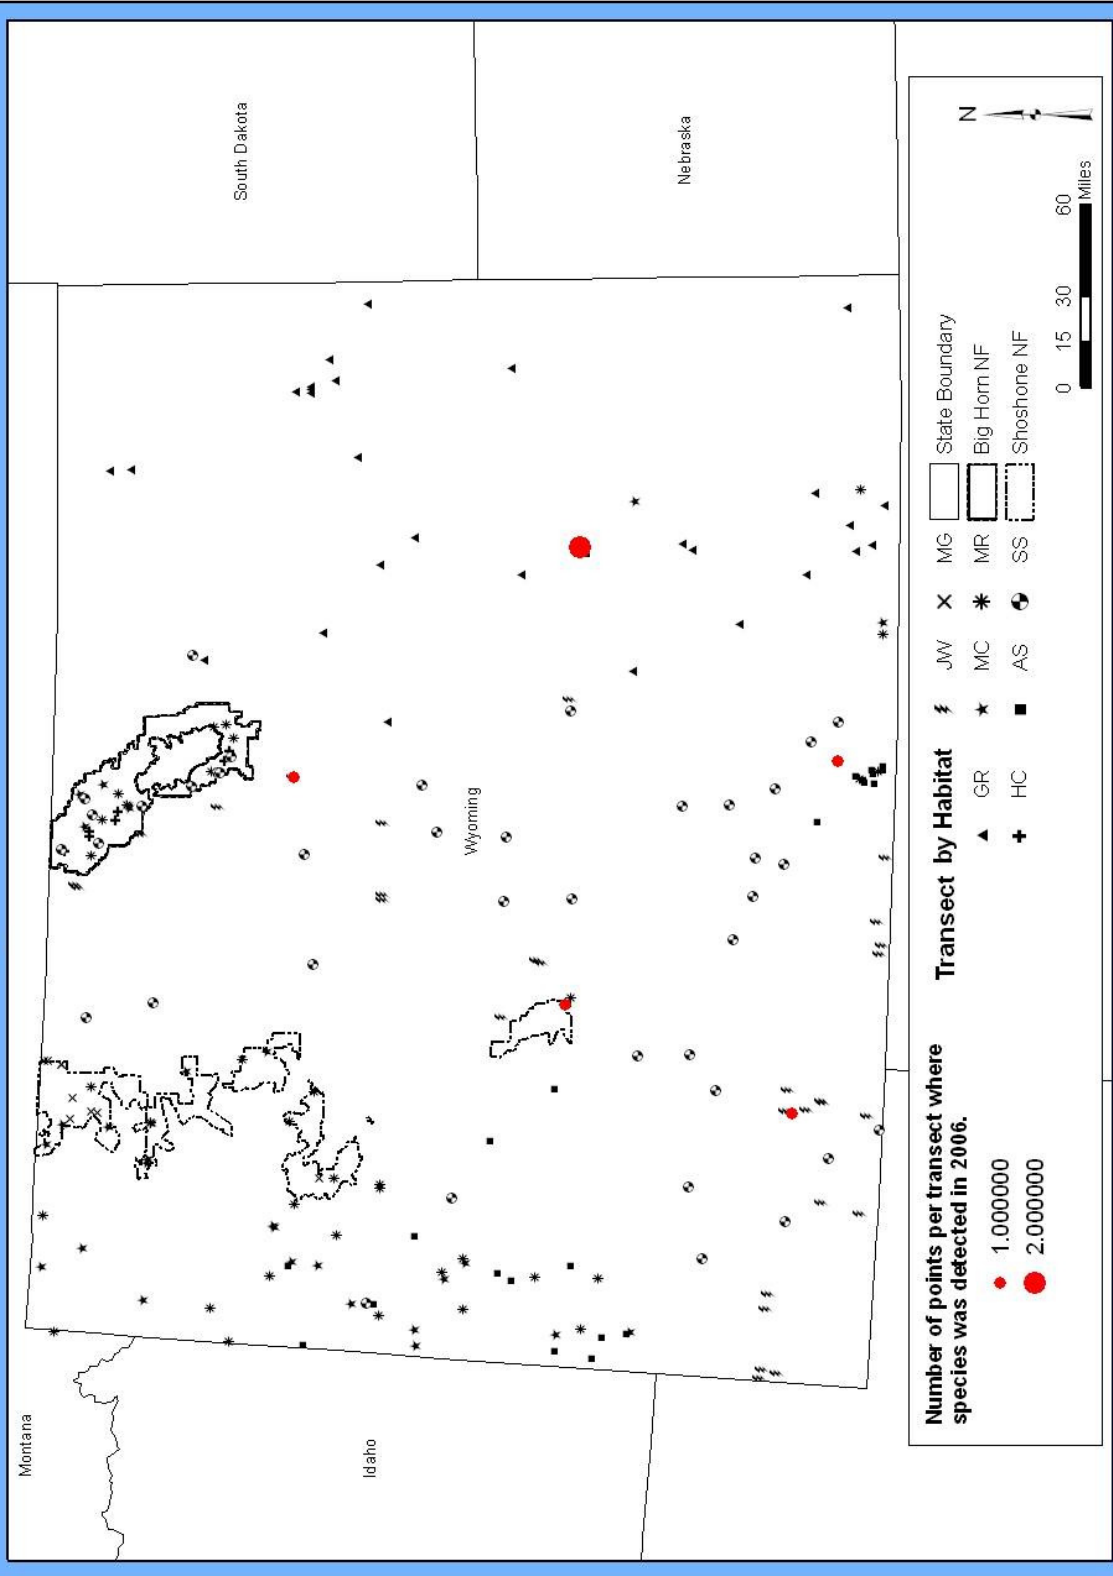 Montana
South Dakota
Idaho
Wyoming
Nebraska
Number of points per transect where
species was detected in 2006.
1.000000
2.000000
Transect by Habitat
GR
JW
MG
State Boundary
HC
MC
MR
Big Horn NF
AS
SS
Shoshone NF
N
0 15 30 60
Miles